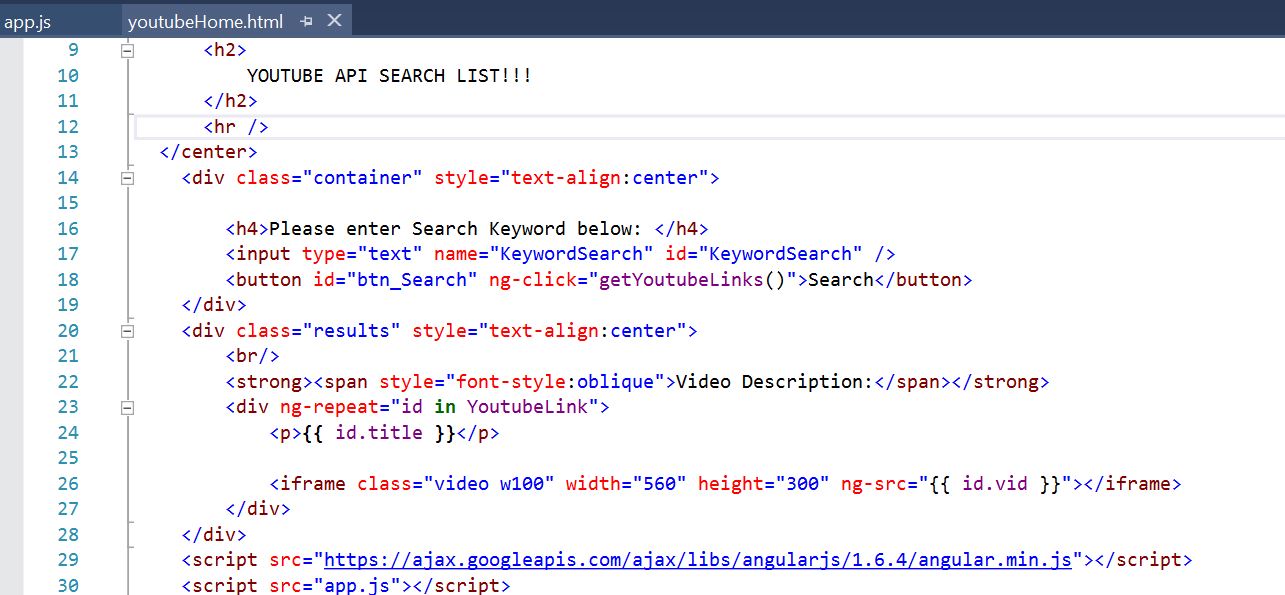 app.js youtubeHome.html
9 <h2>
10 YOUTUBE API SEARCH LIST!!!
11 </h2>
12 <hr />
13 </center>
14 <div class="container" style="text-align:center">
15
16 <h4>Please enter Search Keyword below: </h4>
17 <input type="text" name="KeywordSearch" id="KeywordSearch" />
18 <button id="btn_Search" ng-click="getYoutubeLinks()">Search</button>
19 </div>
20 <div class="results" style="text-align:center">
21 <br/>
22 <strong><span style="font-style:oblique">Video Description:</span></strong>
23 <div ng-repeat="id in YoutubeLink">
24 <p>{{ id.title }}</p>
25
26 <iframe class="video w100" width="560" height="300" ng-src="{{ id.vid }}"></iframe>
27 </div>
28 </div>
29 <script src="https://ajax.googleapis.com/ajax/libs/angularjs/1.6.4/angular.min.js"></script>
30 <script src="app.js"></script>